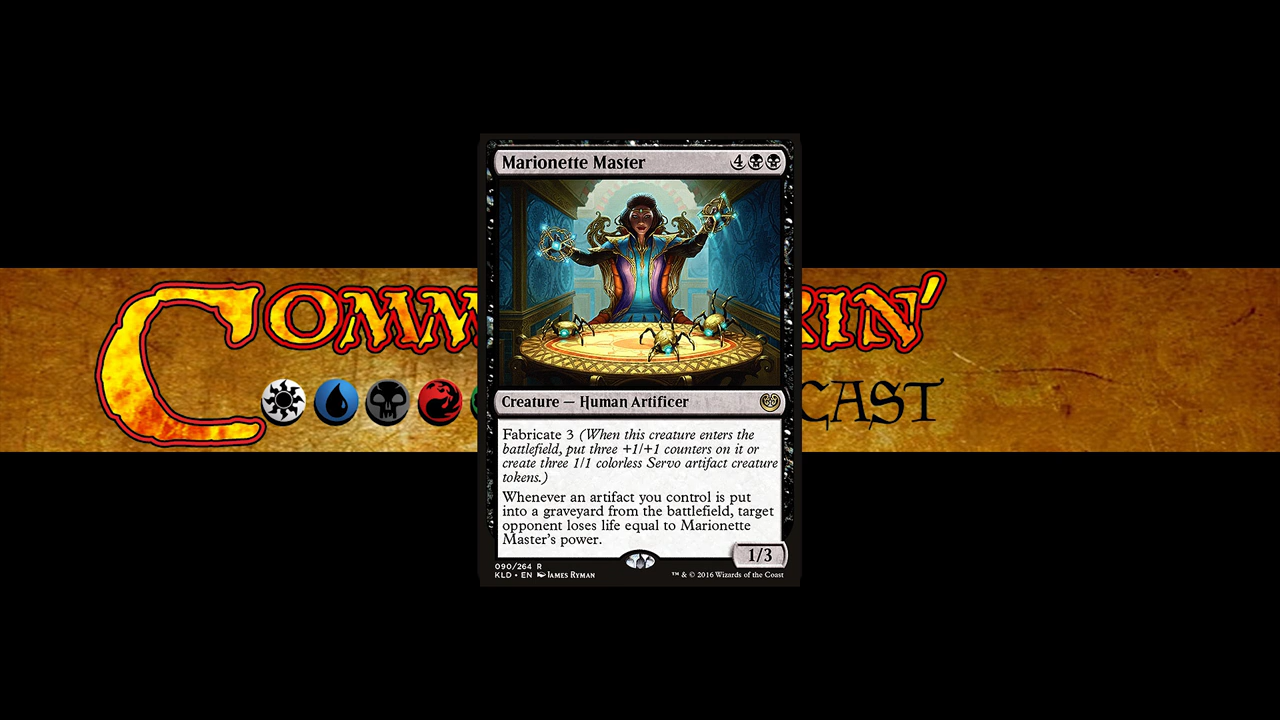 COMM RIN'
CAST
Marionette Master 4
Creature — Human Artificer
Fabricate 3 (When this creature enters the
battlefield, put three +1/+1 counters on it or
create three 1/1 colorless Servo artifact creature
tokens.)
Whenever an artifact you control is put
into a graveyard from the battlefield, target
opponent loses life equal to Marionette
Master's power.
1/3
090/264 R
KLD • EN James Ryman
™ & © 2016 Wizards of the Coast